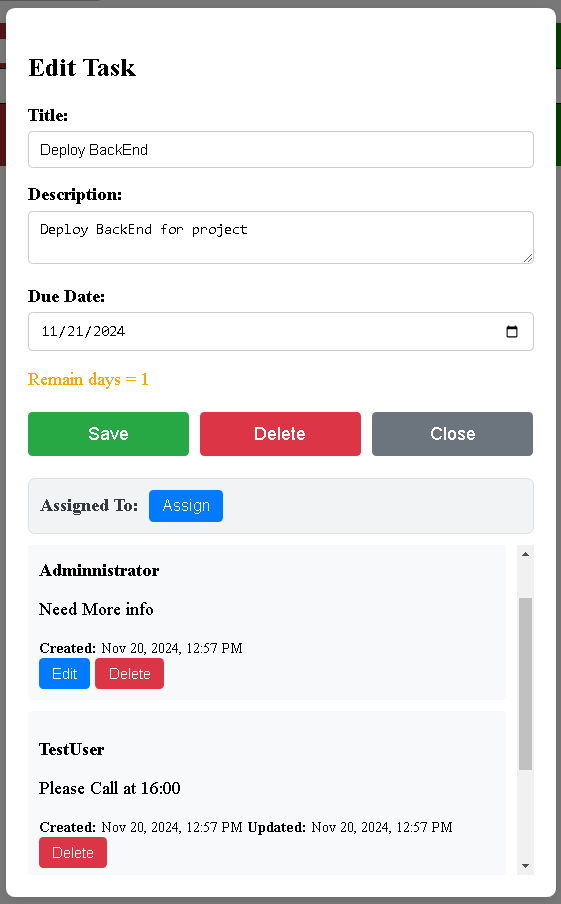 Edit Task
Title:
Deploy BackEnd
Description:
Deploy BackEnd for project
Due Date:
11/21/2024
Remain days = 1
Save Delete Close
Assigned To: Assign
Adminnistrator
Need More info
Created: Nov 20, 2024, 12:57 PM
Edit Delete
TestUser
Please Call at 16:00
Created: Nov 20, 2024, 12:57 PM Updated: Nov 20, 2024, 12:57 PM
Delete